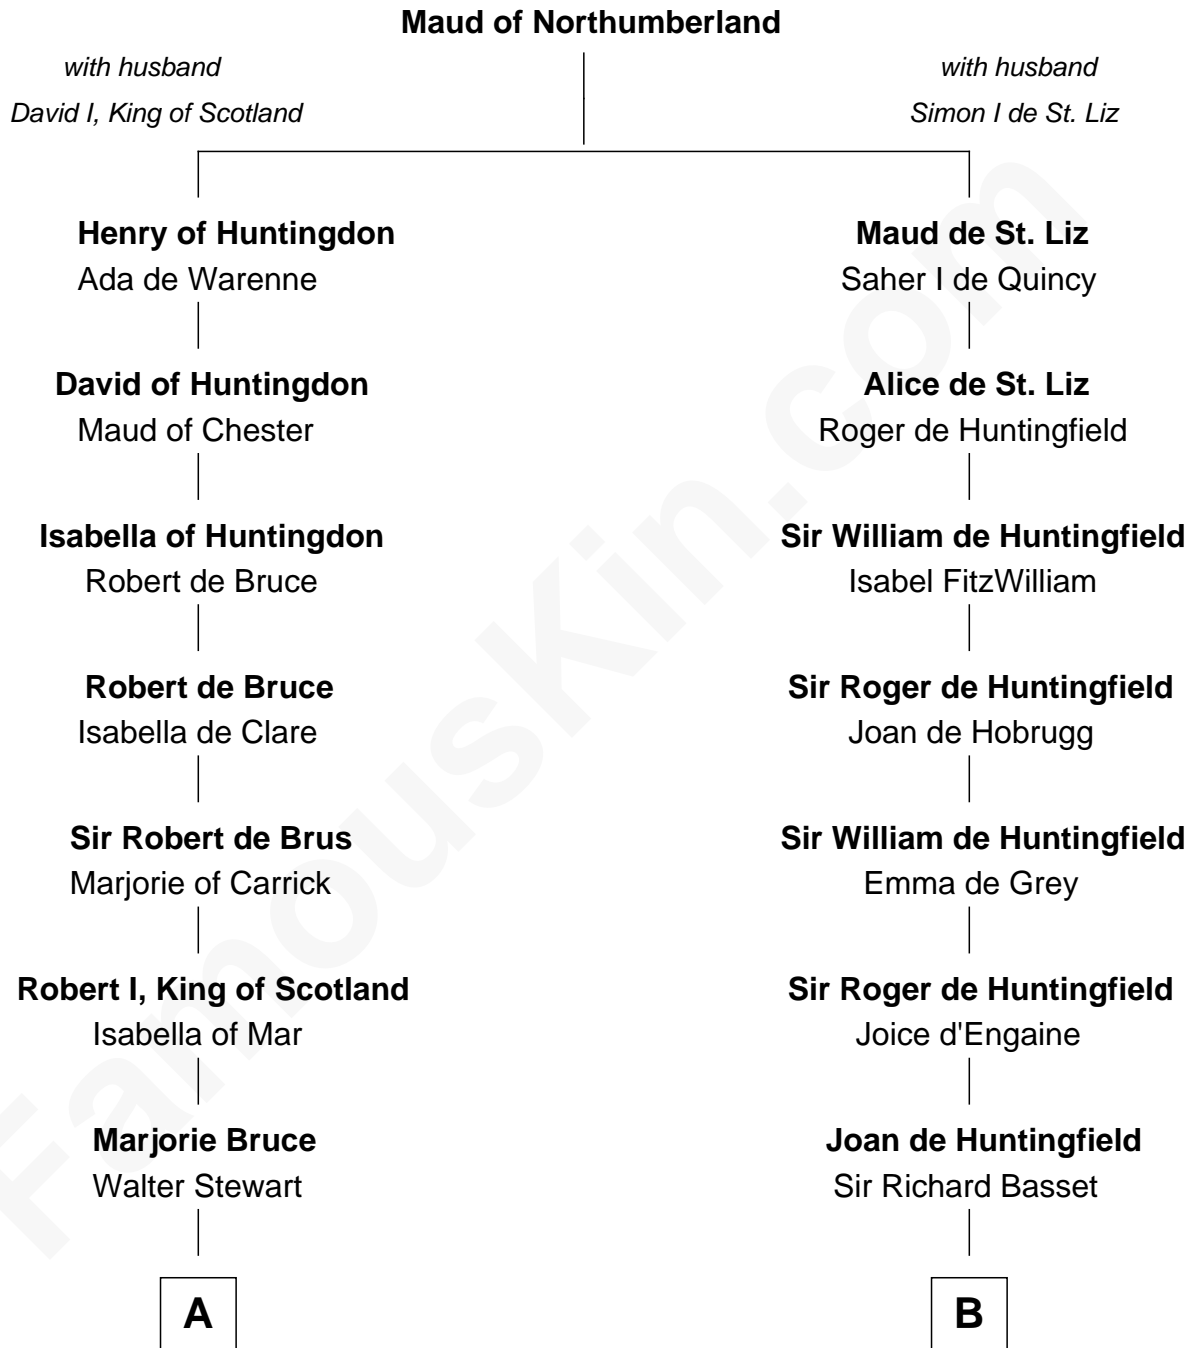 Maud of Northumberland
with husband
David I, King of Scotland
with husband
Simon I de St. Liz
Henry of Huntingdon
Ada de Warenne
Maud de St. Liz
Saher I de Quincy
David of Huntingdon
Maud of Chester
Alice de St. Liz
Roger de Huntingfield
Isabella of Huntingdon
Robert de Bruce
Sir William de Huntingfield
Isabel FitzWilliam
Robert de Bruce
Isabella de Clare
Sir Roger de Huntingfield
Joan de Hobrugg
Sir Robert de Brus
Marjorie of Carrick
Sir William de Huntingfield
Emma de Grey
Robert I, King of Scotland
Isabella of Mar
Sir Roger de Huntingfield
Joice d'Engaine
Marjorie Bruce
Walter Stewart
Joan de Huntingfield
Sir Richard Basset
A
B
FamousKin.com